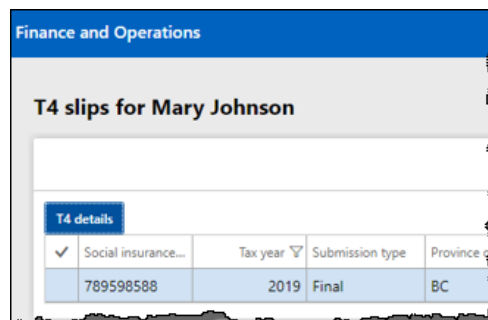 Finance and Operations
T4 slips for Mary Johnson
T4 details
Social insurance... Tax year Submission type Province
789598588 2019 Final BC